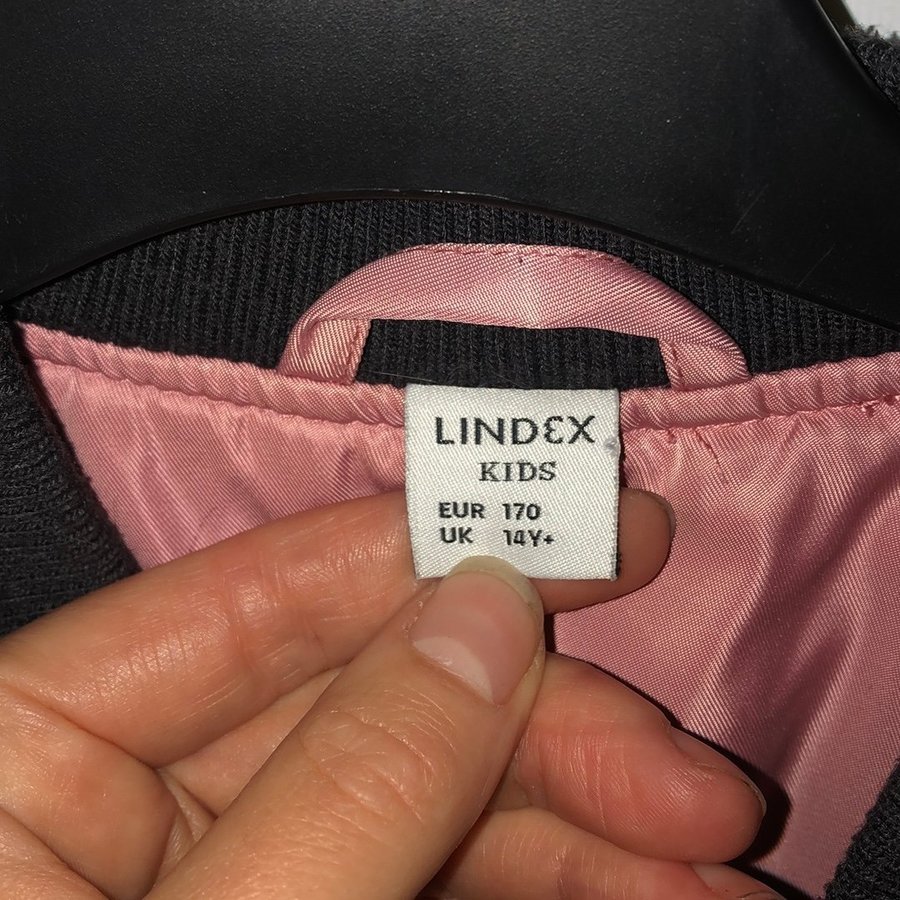 LINDEX
KIDS
EUR 170
UK 14Y+